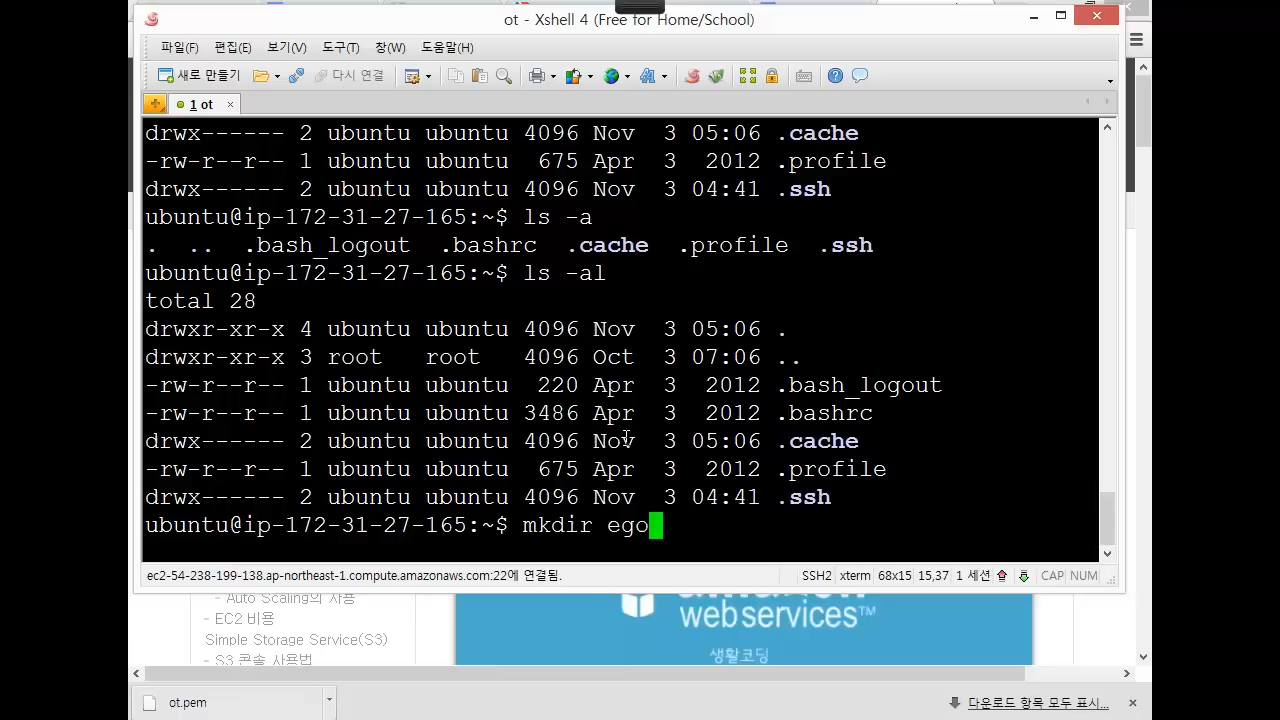 ot - Xshell 4 (Free for Home/School)
파일(F) 편집(E) 보기(V) 도구(T) 창(W) 도움말(H)
새로 만들기 다시 연결
1 ot
drwx------ 2 ubuntu ubuntu 4096 Nov  3 05:06 .cache
-rw-r--r-- 1 ubuntu ubuntu  675 Apr  3  2012 .profile
drwx------ 2 ubuntu ubuntu 4096 Nov  3 04:41 .ssh
ubuntu@ip-172-31-27-165:~$ ls -a
.  ..  .bash_logout  .bashrc  .cache  .profile  .ssh
ubuntu@ip-172-31-27-165:~$ ls -al
total 28
drwxr-xr-x 4 ubuntu ubuntu 4096 Nov  3 05:06 .
drwxr-xr-x 3 root   root   4096 Oct  3 07:06 ..
-rw-r--r-- 1 ubuntu ubuntu  220 Apr  3  2012 .bash_logout
-rw-r--r-- 1 ubuntu ubuntu 3486 Apr  3  2012 .bashrc
drwx------ 2 ubuntu ubuntu 4096 Nov  3 05:06 .cache
-rw-r--r-- 1 ubuntu ubuntu  675 Apr  3  2012 .profile
drwx------ 2 ubuntu ubuntu 4096 Nov  3 04:41 .ssh
ubuntu@ip-172-31-27-165:~$ mkdir ego
ec2-54-238-199-138.ap-northeast-1.compute.amazonaws.com:22에 연결됨. SSH2 xterm 68x15 15,37 1 세션 CAP NUM
- Auto Scaling의 사용
- EC2 비용
Simple Storage Service(S3)
- S3 콘솔 사용법
webservices™
생활코딩
ot.pem
다운로드 항목 모두 표시...